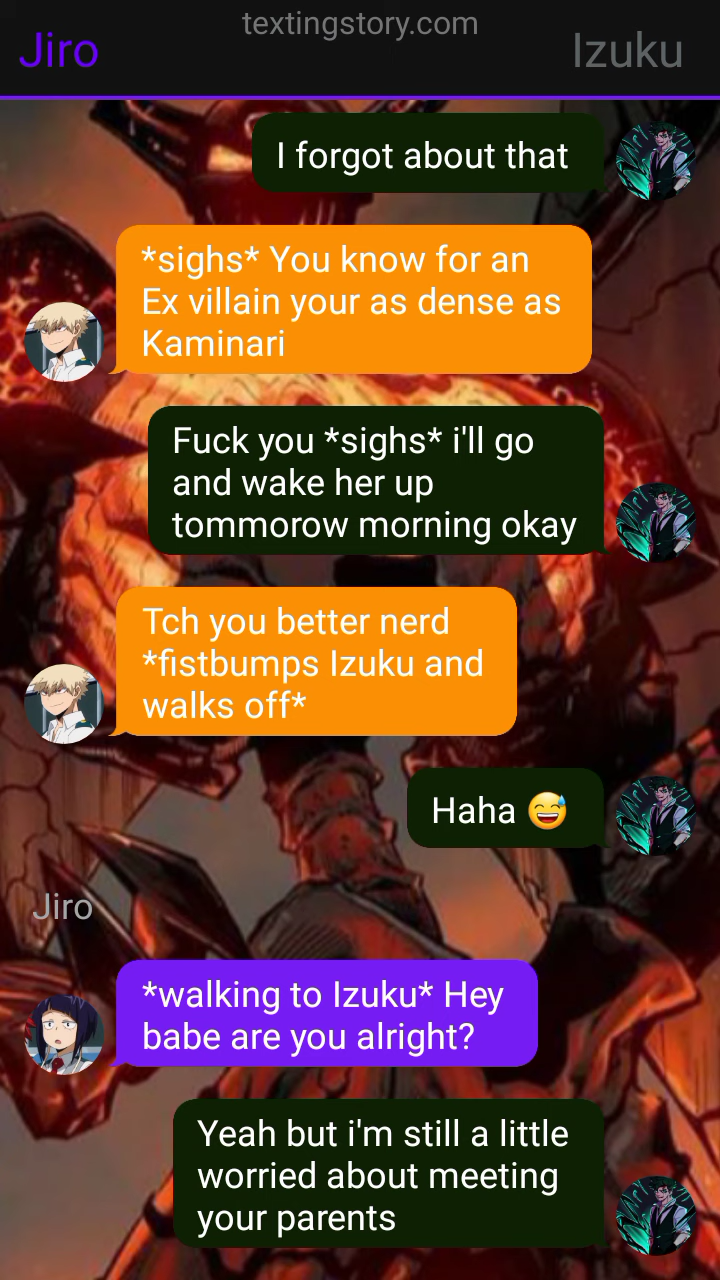 textingstory.com
Jiro
Izuku
I forgot about that
*sighs* You know for an
Ex villain your as dense as
Kaminari
Fuck you *sighs* i'll go
and wake her up
tommorow morning okay
Tch you better nerd
*fistbumps Izuku and
walks off*
Haha 😅
Jiro
*walking to Izuku* Hey
babe are you alright?
Yeah but i'm still a little
worried about meeting
your parents